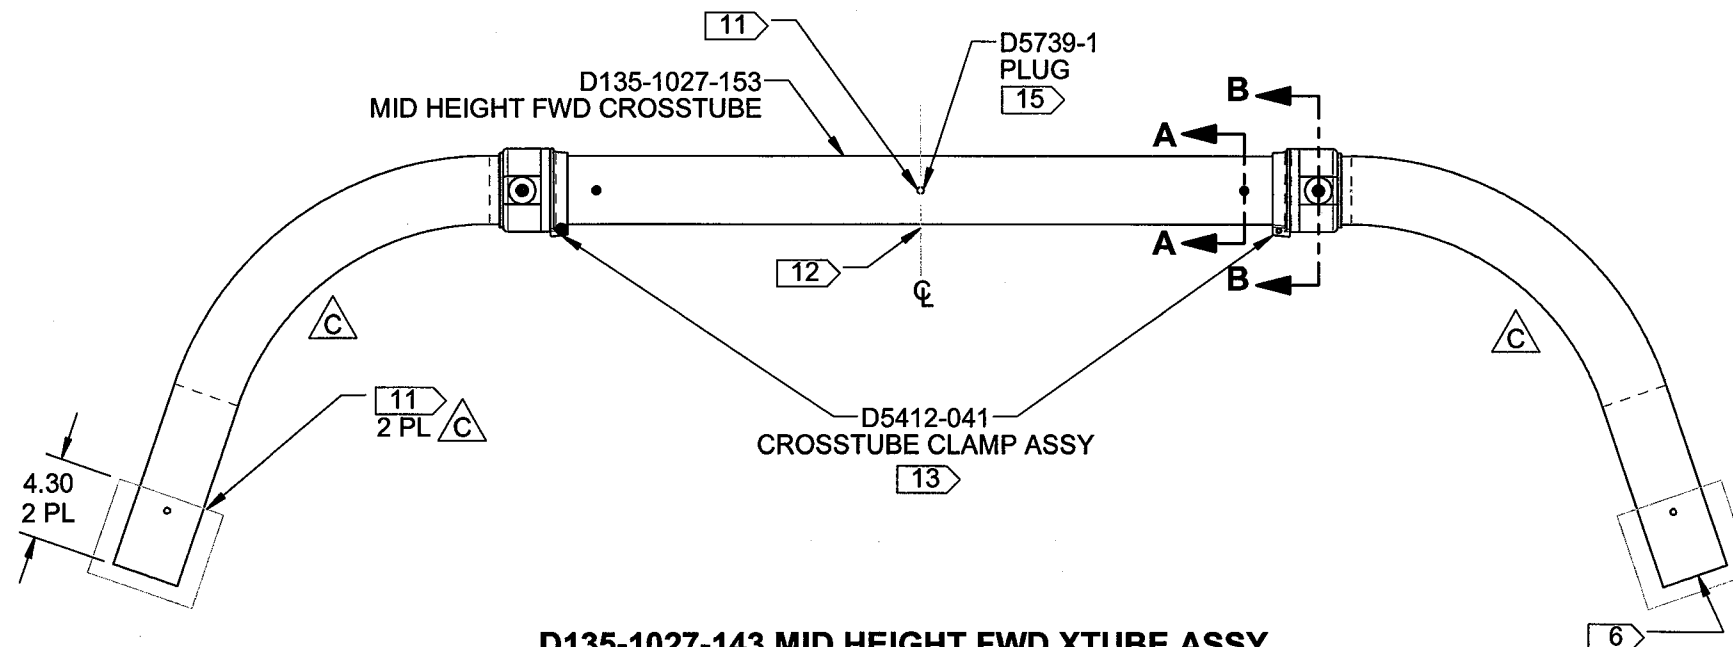 11
D5739-1
PLUG
15
D135-1027-153
MID HEIGHT FWD CROSSTUBE
B
A
A
B
12
℄
C
C
11
2 PL C
D5412-041
CROSSTUBE CLAMP ASSY
13
4.30
2 PL
6
D135-1027-143 MID HEIGHT FWD XTUBE ASSY